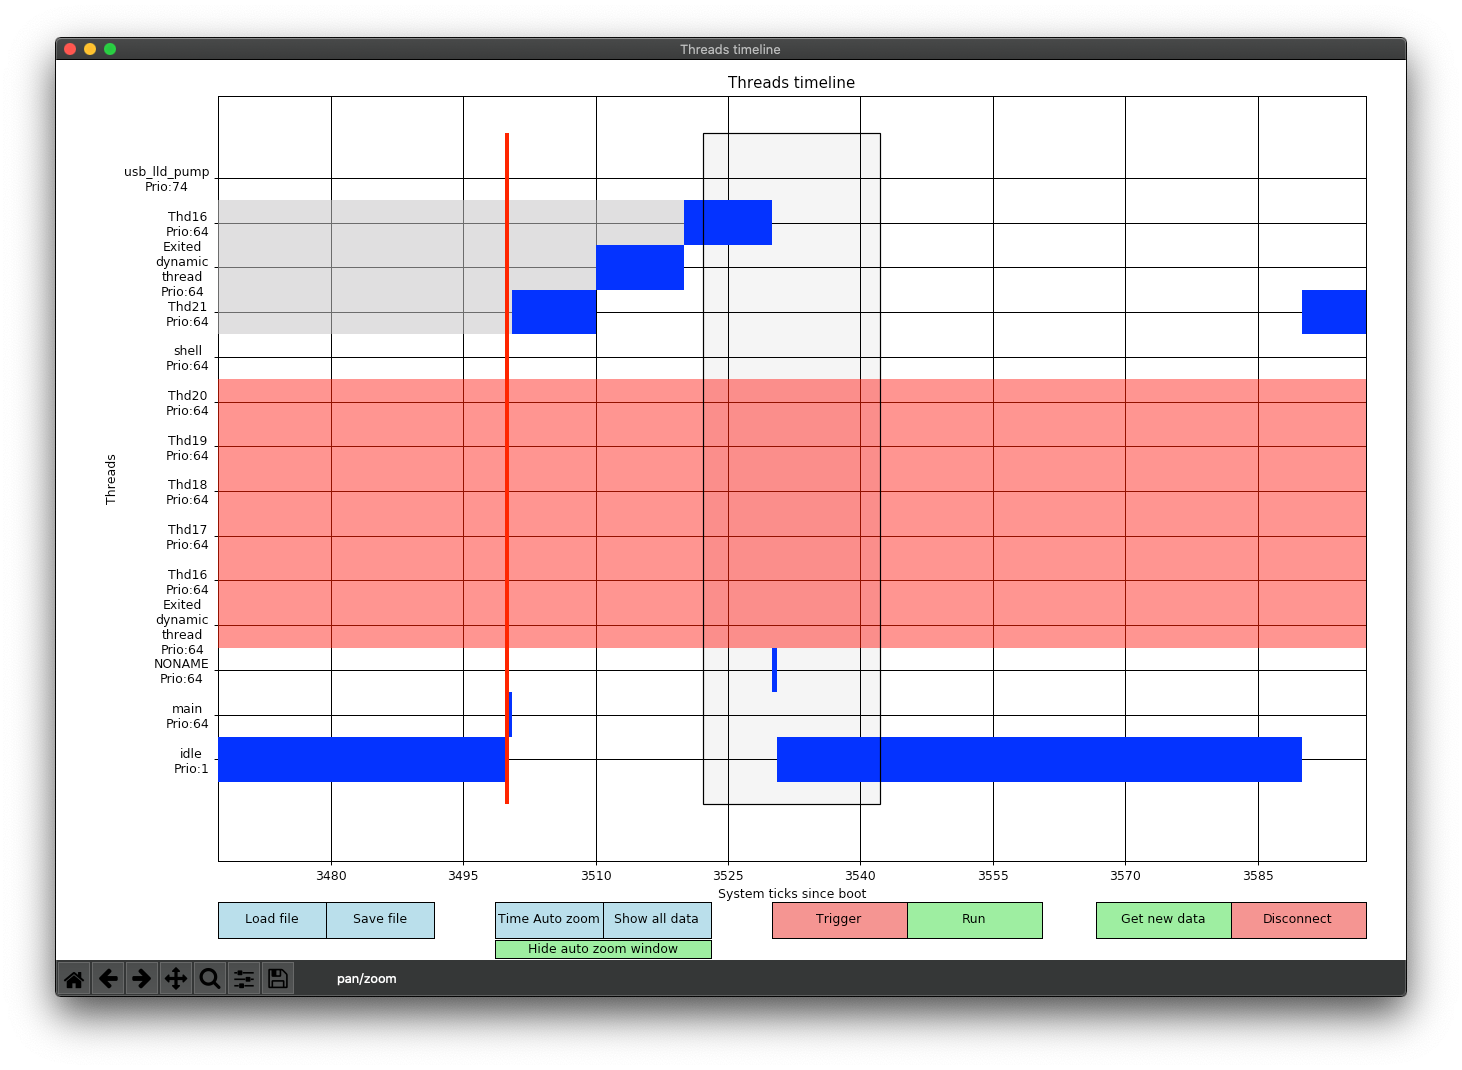 Threads timeline
Threads timeline
usb_lld_pump
Prio:74
Thd16
Prio:64
Exited
dynamic
thread
Prio:64
Thd21
Prio:64
shell
Prio:64
Thd20
Prio:64
Thd19
Prio:64
Thd18
Prio:64
Thd17
Prio:64
Thd16
Prio:64
Exited
dynamic
thread
Prio:64
NONAME
Prio:64
main
Prio:64
idle
Prio:1
Threads
3480 3495 3510 3525 3540 3555 3570 3585
System ticks since boot
Load file Save file Time Auto zoom Show all data Trigger Run Get new data Disconnect
Hide auto zoom window
pan/zoom